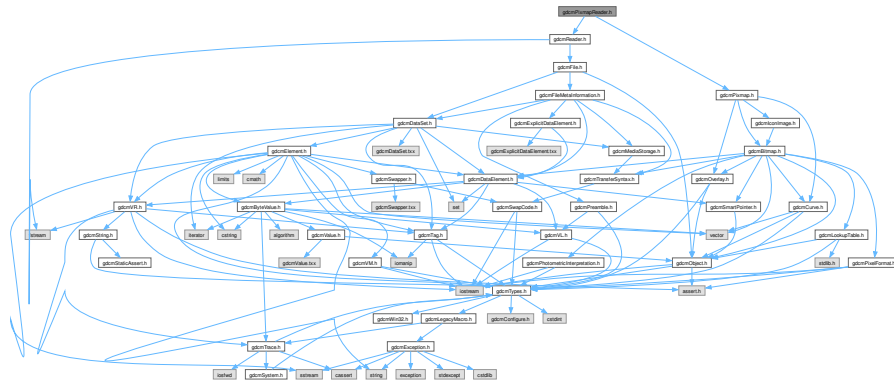 gdcmPixmapReader.h
gdcmReader.h
gdcmFile.h
gdcmFileMetaInformation.h
gdcmPixmap.h
gdcmDataSet.h
gdcmExplicitDataElement.h
gdcmIconImage.h
gdcmDataSet.txx
gdcmElement.h
gdcmExplicitDataElement.txx
gdcmMediaStorage.h
gdcmBitmap.h
limits
cmath
gdcmSwapper.h
gdcmDataElement.h
gdcmTransferSyntax.h
gdcmOverlay.h
gdcmVR.h
gdcmByteValue.h
gdcmSwapper.txx
set
gdcmSwapCode.h
gdcmPreamble.h
gdcmSmartPointer.h
gdcmCurve.h
fstream
gdcmString.h
iterator
cstring
algorithm
gdcmValue.h
gdcmTag.h
gdcmVL.h
vector
gdcmLookupTable.h
gdcmStaticAssert.h
gdcmValue.txx
gdcmVM.h
iomanip
gdcmPhotometricInterpretation.h
gdcmObject.h
stdlib.h
gdcmPixelFormat.h
iostream
gdcmTypes.h
assert.h
gdcmWin32.h
gdcmLegacyMacro.h
gdcmConfigure.h
cstdint
gdcmTrace.h
gdcmException.h
iosfwd
gdcmSystem.h
sstream
cassert
string
exception
stdexcept
cstdlib